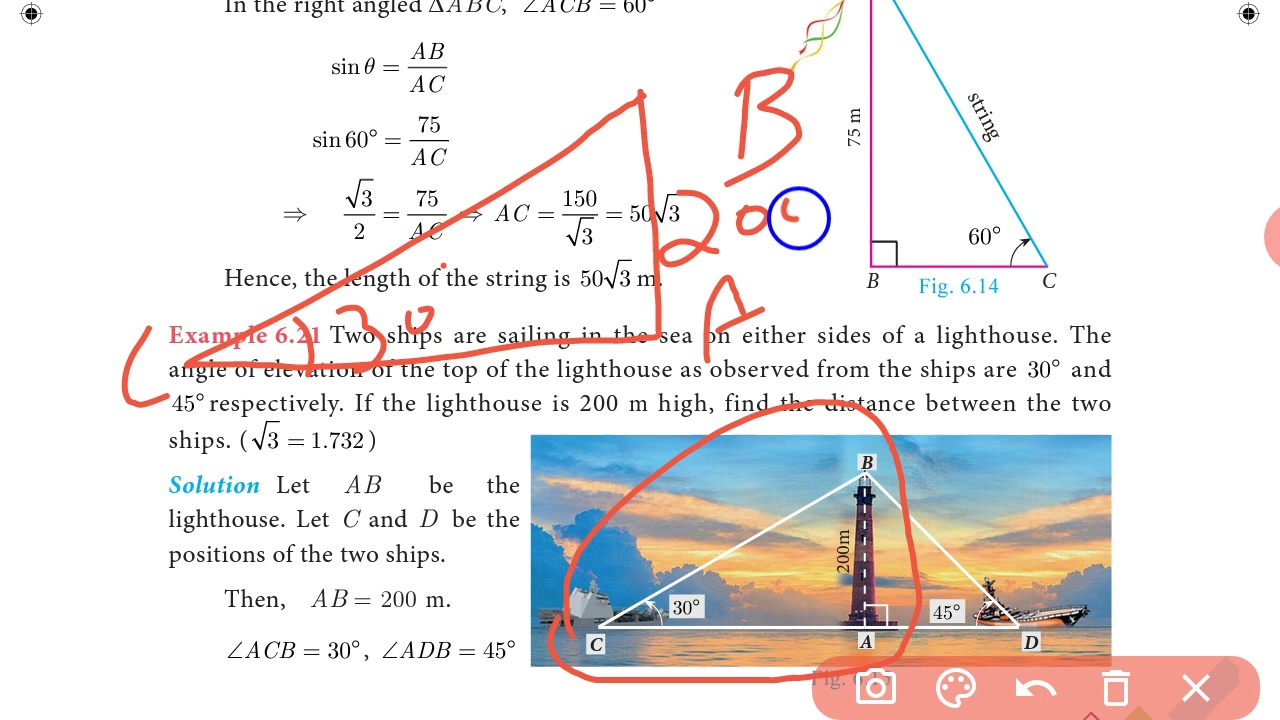 In the right angled ΔABC, ∠ACB = 60°
sin θ = AB/AC
sin 60° = 75/AC
⇒ √3/2 = 75/AC ⇒ AC = 150/√3 = 50√3
Hence, the length of the string is 50√3 m.
75 m
string
60°
B
Fig. 6.14
C
B
200
A
C
30
Example 6.21 Two ships are sailing in the sea on either sides of a lighthouse. The
angle of elevation of the top of the lighthouse as observed from the ships are 30° and
45° respectively. If the lighthouse is 200 m high, find the distance between the two
ships. (√3 = 1.732)
Solution Let AB be the
lighthouse. Let C and D be the
positions of the two ships.
Then, AB = 200 m.
∠ACB = 30°, ∠ADB = 45°
B
200m
30°
45°
C
A
D